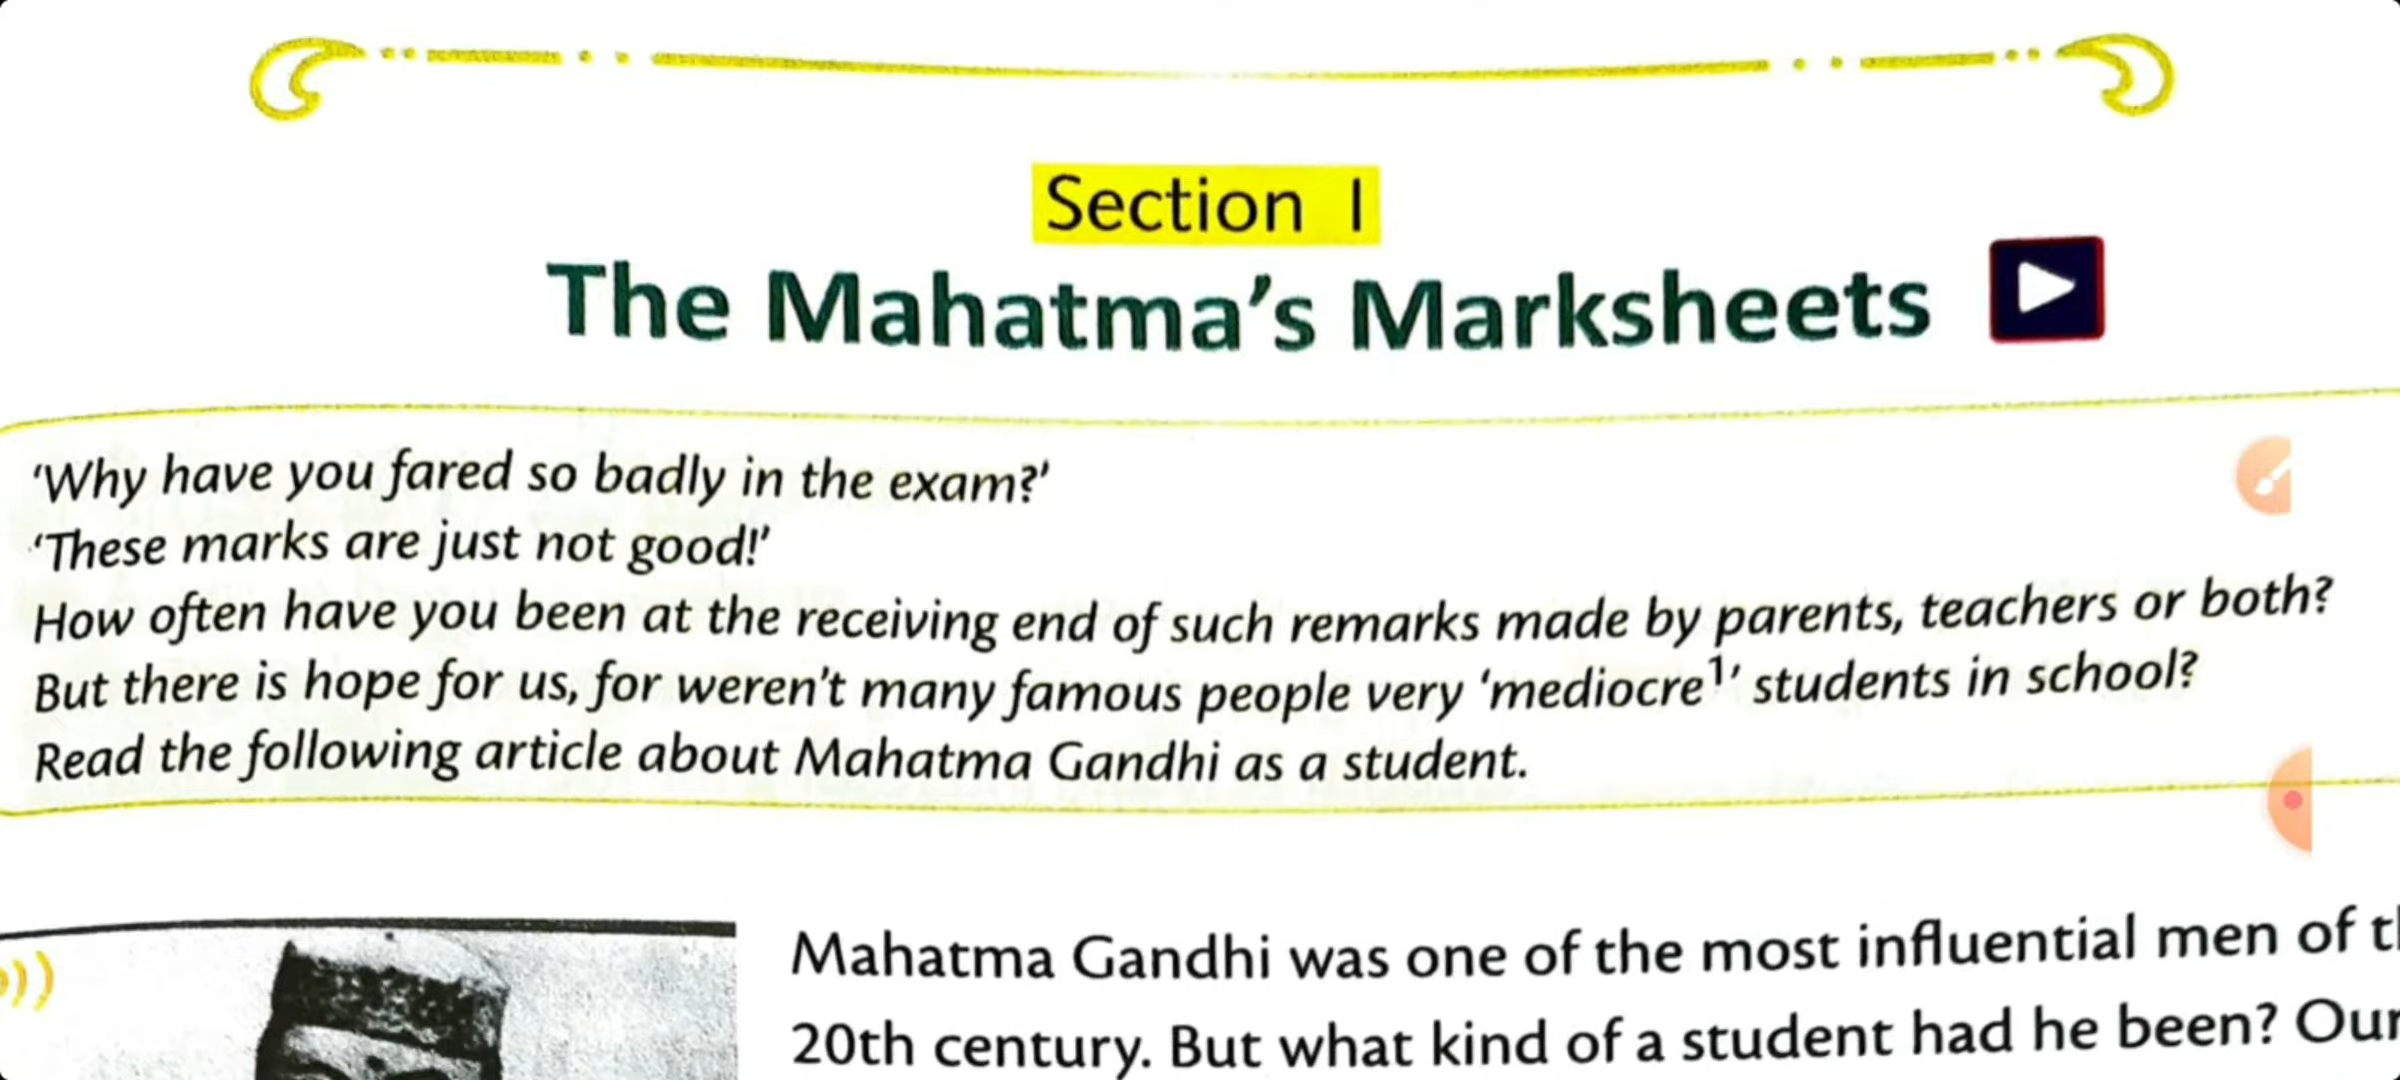 Section I
The Mahatma's Marksheets
'Why have you fared so badly in the exam?'
'These marks are just not good!'
How often have you been at the receiving end of such remarks made by parents, teachers or both?
But there is hope for us, for weren't many famous people very 'mediocre1' students in school?
Read the following article about Mahatma Gandhi as a student.
Mahatma Gandhi was one of the most influential men of
20th century. But what kind of a student had he been? Our